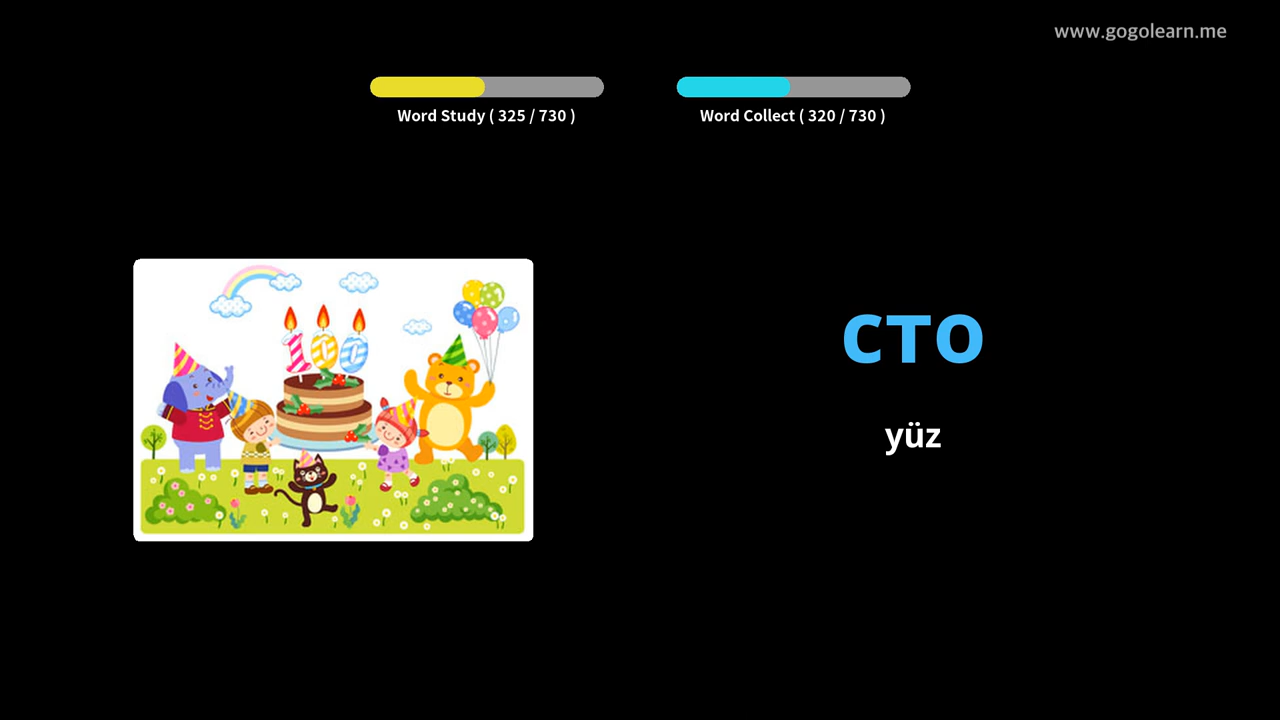 www.gogolearn.me
Word Study ( 325 / 730 )
Word Collect ( 320 / 730 )
100
сто
yüz